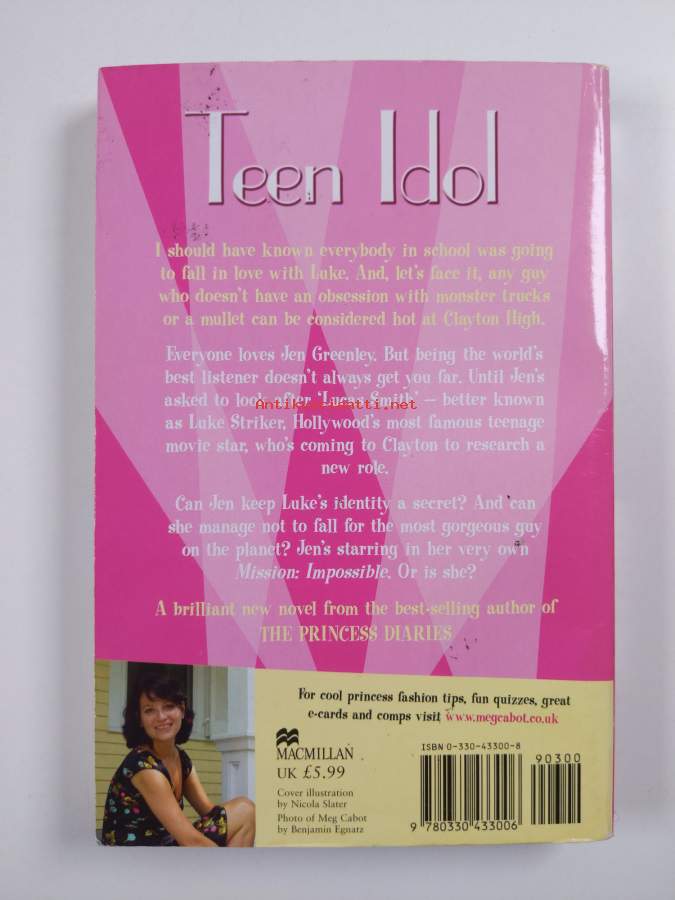 Teen Idol
I should have known everybody in school was going
to fall in love with Luke. And, let's face it, any guy
who doesn't have an obsession with monster trucks
or a mullet can be considered hot at Clayton High.
Everyone loves Jen Greenley. But being the world's
best listener doesn't always get you far. Until Jen's
asked to look after 'Lucas Smith' – better known
Antikvariaatti.net
as Luke Striker, Hollywood's most famous teenage
movie star, who's coming to Clayton to research a
new role.
Can Jen keep Luke's identity a secret? And can
she manage not to fall for the most gorgeous guy
on the planet? Jen's starring in her very own
Mission: Impossible. Or is she?
A brilliant new novel from the best-selling author of
THE PRINCESS DIARIES
For cool princess fashion tips, fun quizzes, great
e-cards and comps visit www.megcabot.co.uk
MACMILLAN
UK £5.99
Cover illustration
by Nicola Slater
Photo of Meg Cabot
by Benjamin Egnatz
ISBN 0-330-43300-8
90300
9 780330 433006